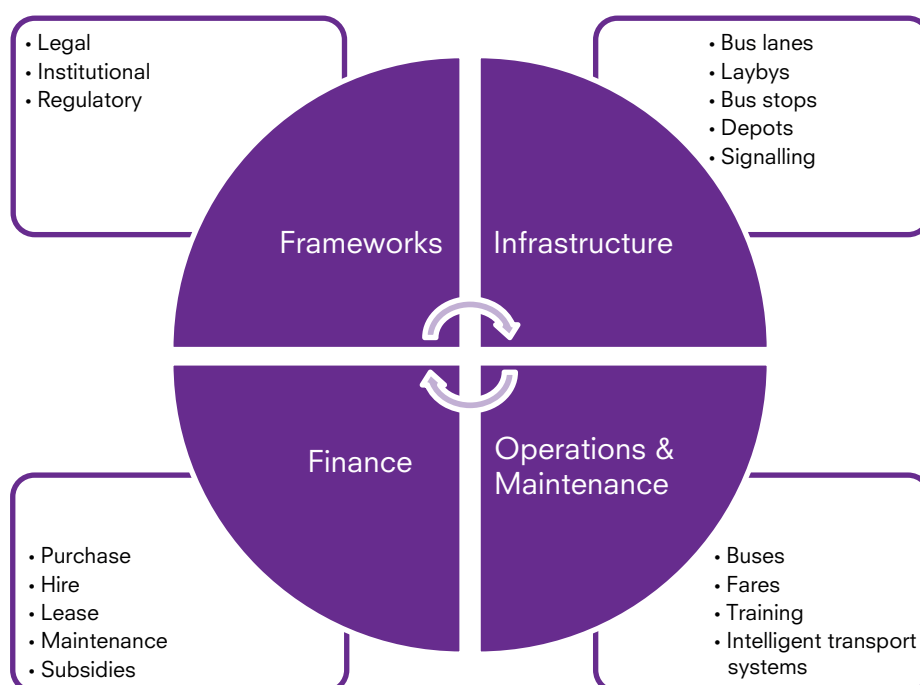 • Legal
• Institutional
• Regulatory
• Bus lanes
• Laybys
• Bus stops
• Depots
• Signalling
Frameworks
Infrastructure
Finance
Operations &
Maintenance
• Purchase
• Hire
• Lease
• Maintenance
• Subsidies
• Buses
• Fares
• Training
• Intelligent transport
systems